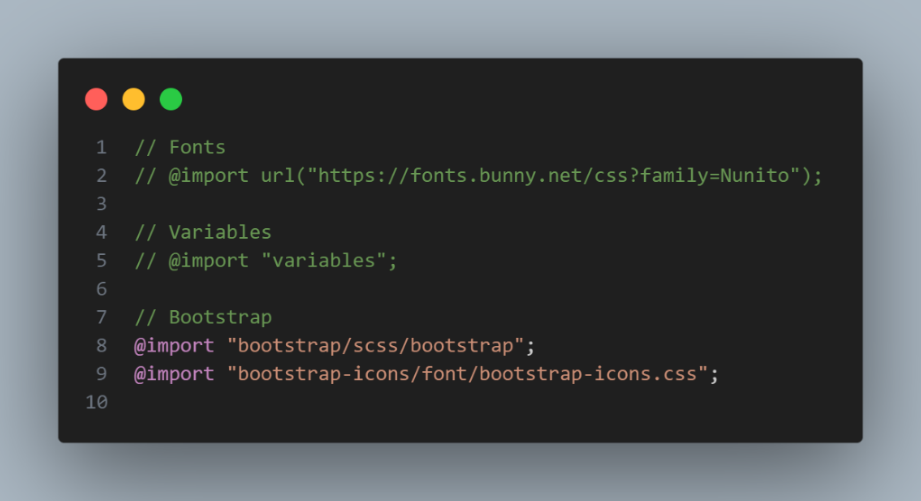 1 // Fonts
2 // @import url("https://fonts.bunny.net/css?family=Nunito");
3
4 // Variables
5 // @import "variables";
6
7 // Bootstrap
8 @import "bootstrap/scss/bootstrap";
9 @import "bootstrap-icons/font/bootstrap-icons.css";
10